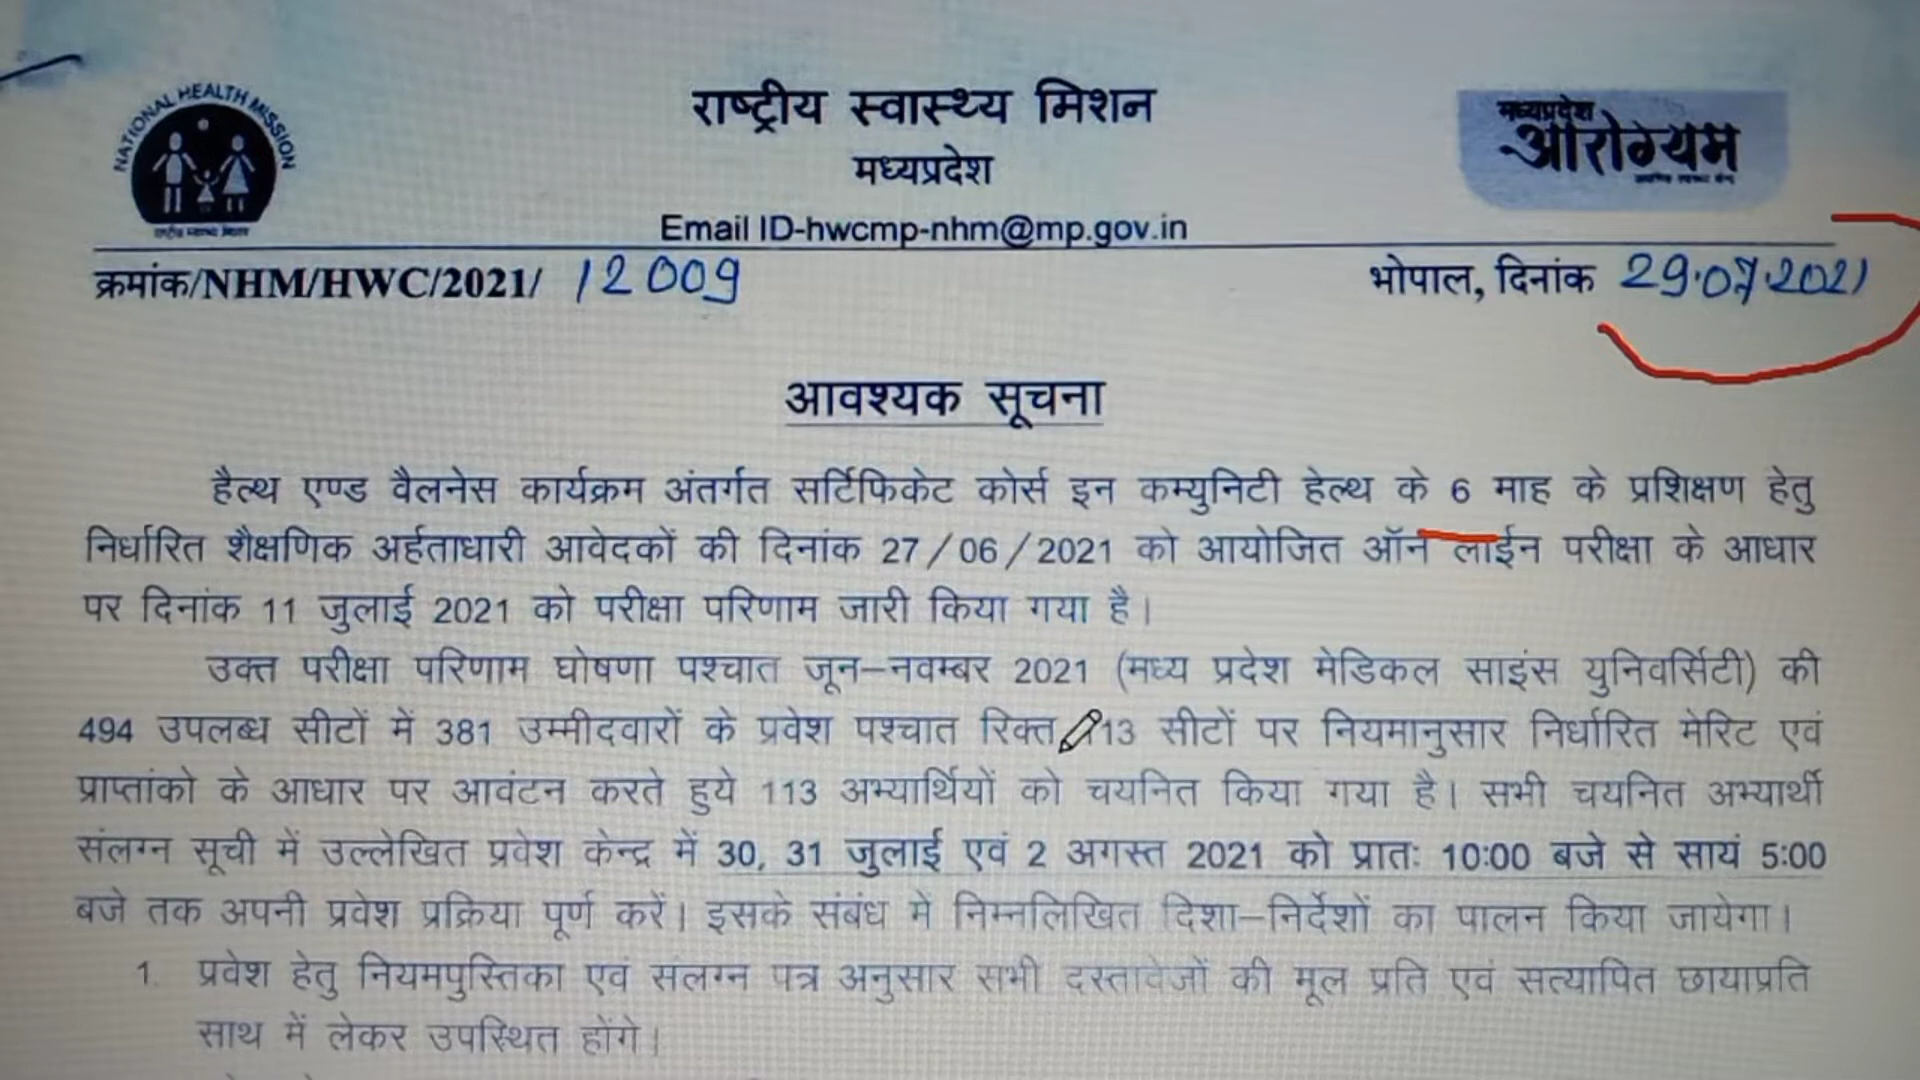 NATIONAL HEALTH MISSION
राष्ट्रीय स्वास्थ्य मिशन
मध्यप्रदेश
मध्यप्रदेश
आरोग्यम
Email ID-hwcmp-nhm@mp.gov.in
क्रमांक/NHM/HWC/2021/ 12009
भोपाल, दिनांक 29.07.2021
आवश्यक सूचना
हैल्थ एण्ड वैलनेस कार्यक्रम अंतर्गत सर्टिफिकेट कोर्स इन कम्युनिटी हेल्थ के 6 माह के प्रशिक्षण हेतु
निर्धारित शैक्षणिक अर्हताधारी आवेदकों की दिनांक 27/06/2021 को आयोजित ऑन लाईन परीक्षा के आधार
पर दिनांक 11 जुलाई 2021 को परीक्षा परिणाम जारी किया गया है।
उक्त परीक्षा परिणाम घोषणा पश्चात जून–नवम्बर 2021 (मध्य प्रदेश मेडिकल साइंस युनिवर्सिटी) की
494 उपलब्ध सीटों में 381 उम्मीदवारों के प्रवेश पश्चात रिक्त 113 सीटों पर नियमानुसार निर्धारित मेरिट एवं
प्राप्तांको के आधार पर आवंटन करते हुये 113 अभ्यार्थियों को चयनित किया गया है। सभी चयनित अभ्यार्थी
संलग्न सूची में उल्लेखित प्रवेश केन्द्र में 30, 31 जुलाई एवं 2 अगस्त 2021 को प्रातः 10:00 बजे से सायं 5:00
बजे तक अपनी प्रवेश प्रक्रिया पूर्ण करें। इसके संबंध में निम्नलिखित दिशा–निर्देशों का पालन किया जायेगा।
1. प्रवेश हेतु नियमपुस्तिका एवं संलग्न पत्र अनुसार सभी दस्तावेजों की मूल प्रति एवं सत्यापित छायाप्रति
साथ में लेकर उपस्थित होंगे।